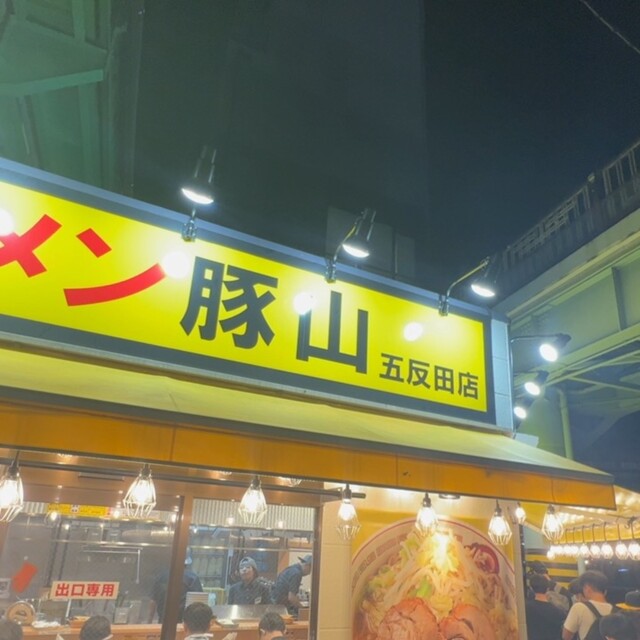 メン 豚山 五反田店
出口専用